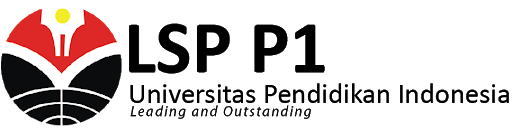 LSP P1
Universitas Pendidikan Indonesia
Leading and Outstanding